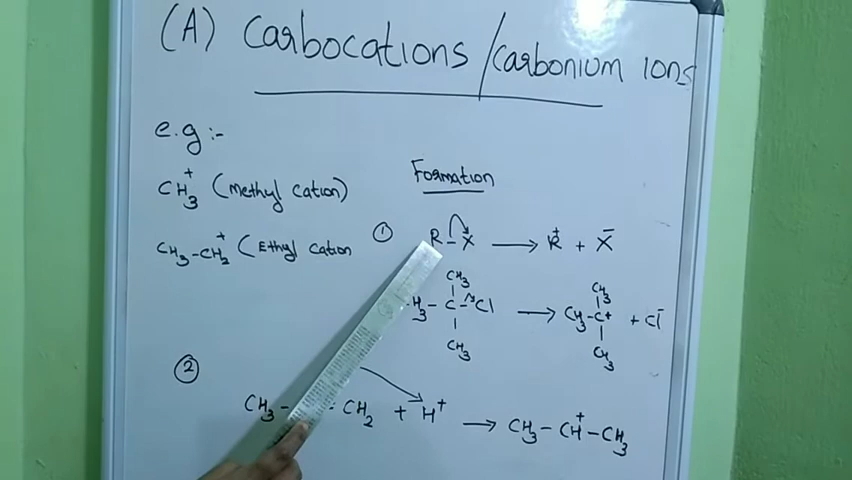 (A) Carbocations/carbonium ions
e.g :-
CH₃⁺ (Methyl cation)
CH₃-CH₂⁺ (Ethyl cation
Formation
① R-X → R⁺ + X⁻
CH₃
CH₃
H₃-C-Cl → CH₃-C⁺ + Cl⁻
CH₃
CH₃
②
CH₃- = CH₂ + H⁺ → CH₃-CH⁺-CH₃